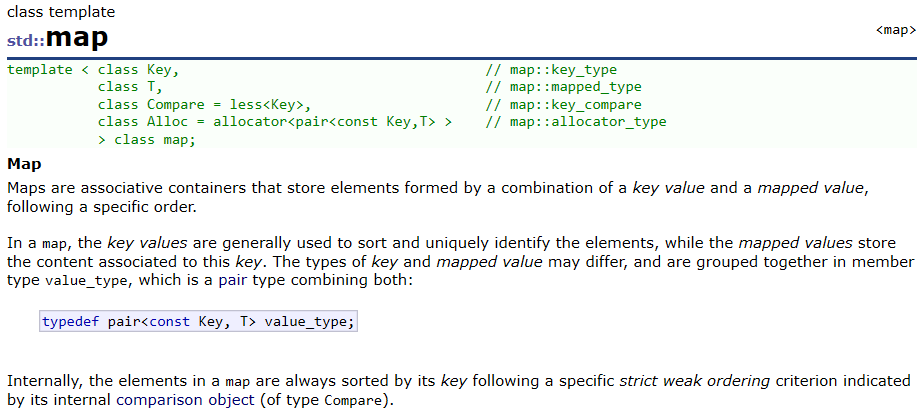 class template
<map>
std::map
template < class Key,                                     // map::key_type
           class T,                                       // map::mapped_type
           class Compare = less<Key>,                     // map::key_compare
           class Alloc = allocator<pair<const Key,T> >    // map::allocator_type
           > class map;
Map
Maps are associative containers that store elements formed by a combination of a key value and a mapped value,
following a specific order.
In a map, the key values are generally used to sort and uniquely identify the elements, while the mapped values store
the content associated to this key. The types of key and mapped value may differ, and are grouped together in member
type value_type, which is a pair type combining both:
typedef pair<const Key, T> value_type;
Internally, the elements in a map are always sorted by its key following a specific strict weak ordering criterion indicated
by its internal comparison object (of type Compare).